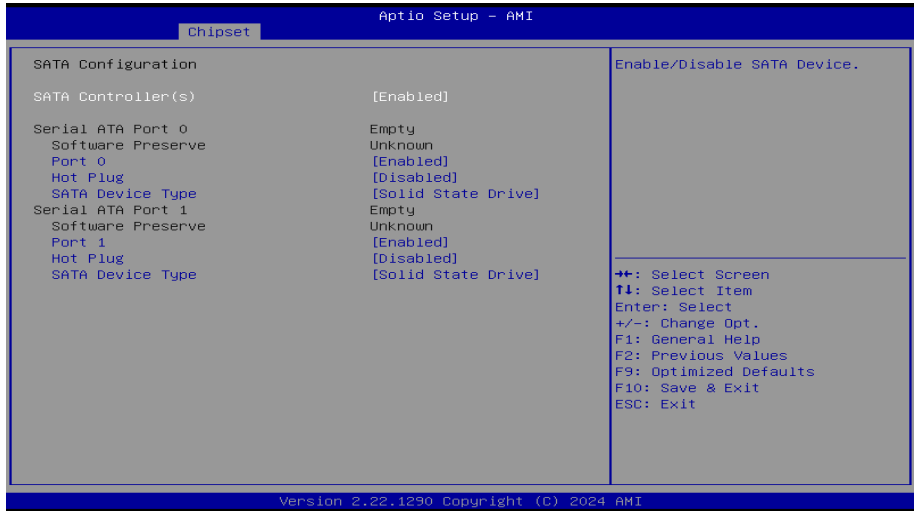 Aptio Setup – AMI
Chipset
SATA Configuration
SATA Controller(s) [Enabled]
Serial ATA Port 0 Empty
Software Preserve Unknown
Port 0 [Enabled]
Hot Plug [Disabled]
SATA Device Type [Solid State Drive]
Serial ATA Port 1 Empty
Software Preserve Unknown
Port 1 [Enabled]
Hot Plug [Disabled]
SATA Device Type [Solid State Drive]
Enable/Disable SATA Device.
→←: Select Screen
↑↓: Select Item
Enter: Select
+/-: Change Opt.
F1: General Help
F2: Previous Values
F9: Optimized Defaults
F10: Save & Exit
ESC: Exit
Version 2.22.1290 Copyright (C) 2024 AMI